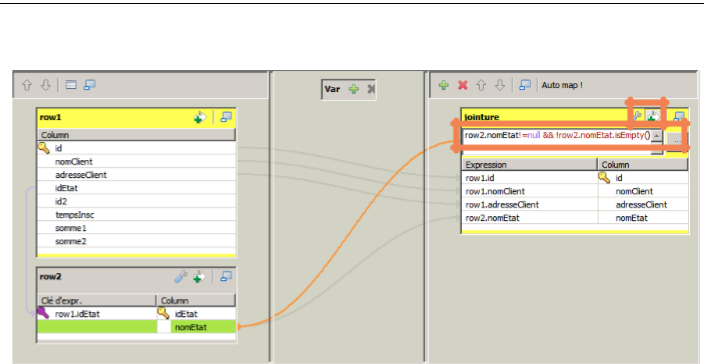 Var
Auto map !
row1
Column
id
nomClient
adresseClient
idEtat
id2
tempsInsc
somme1
somme2
row2
Clé d'expr. Column
row1.idEtat idEtat
nomEtat
jointure
row2.nomEtat!=null && !row2.nomEtat.isEmpty()
...
Expression Column
row1.id id
row1.nomClient nomClient
row1.adresseClient adresseClient
row2.nomEtat nomEtat